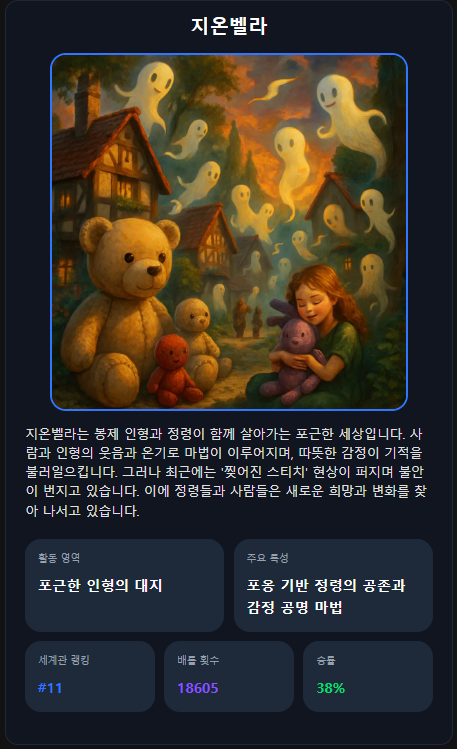 지온벨라
지온벨라는 봉제 인형과 정령이 함께 살아가는 포근한 세상입니다. 사
람과 인형의 웃음과 온기로 마법이 이루어지며, 따뜻한 감정이 기적을
불러일으킵니다. 그러나 최근에는 '찢어진 스티치' 현상이 퍼지며 불안
이 번지고 있습니다. 이에 정령들과 사람들은 새로운 희망과 변화를 찾
아 나서고 있습니다.
활동 영역
포근한 인형의 대지
주요 특성
포옹 기반 정령의 공존과
감정 공명 마법
세계관 랭킹
#11
배틀 횟수
18605
승률
38%